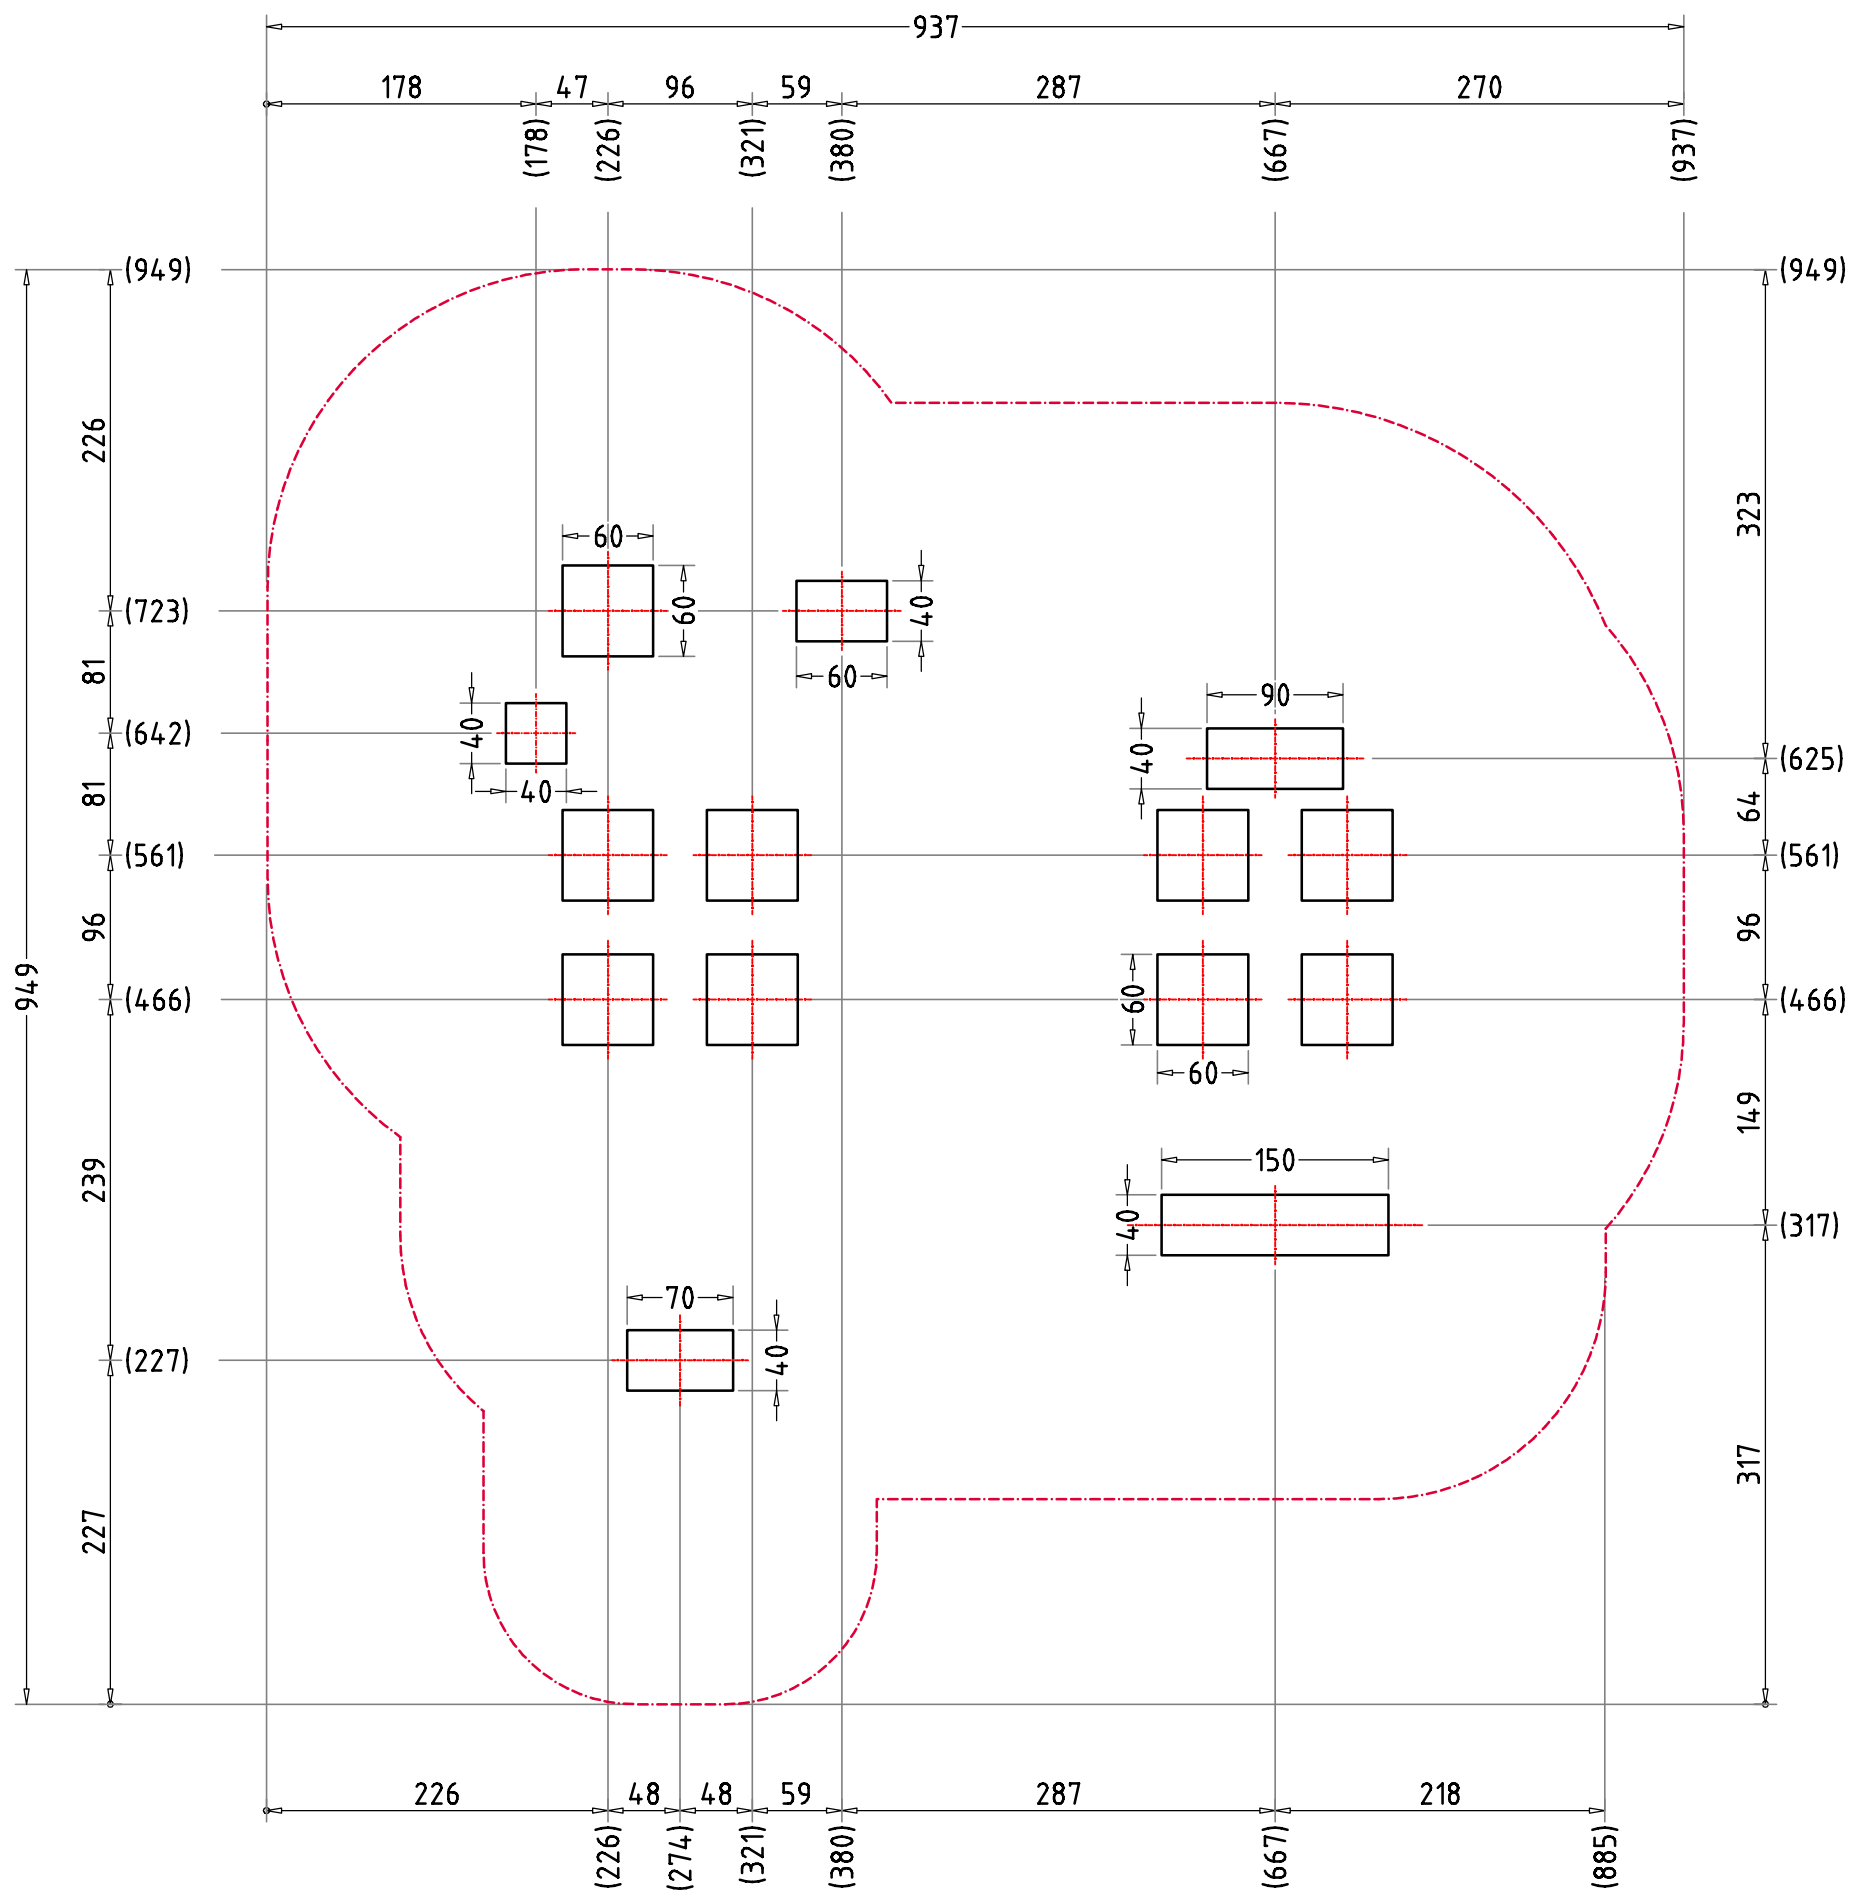 937
178 47 96 59 287 270
(178) (226) (321) (380) (667) (937)
(949) (949)
226
323
60
(723) 60 40
81 60
90
(642) 40 40 (625)
81 40 64
(561) (561)
96 96
949 (466) 60 (466)
60
149
239 150
40 (317)
70
(227) 40
317
227
226 48 48 59 287 218
(226) (274) (321) (380) (667) (885)